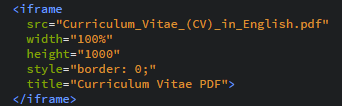 <iframe
src="Curriculum_Vitae_(CV)_in_English.pdf"
width="100%"
height="1000"
style="border: 0;"
title="Curriculum Vitae PDF">
</iframe>